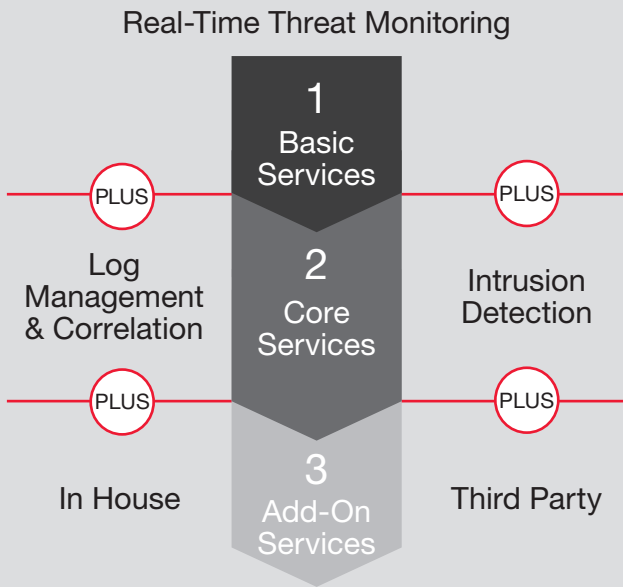 Real-Time Threat Monitoring
1
Basic
Services
PLUS
PLUS
Log
Management
& Correlation
2
Core
Services
Intrusion
Detection
PLUS
PLUS
In House
3
Add-On
Services
Third Party